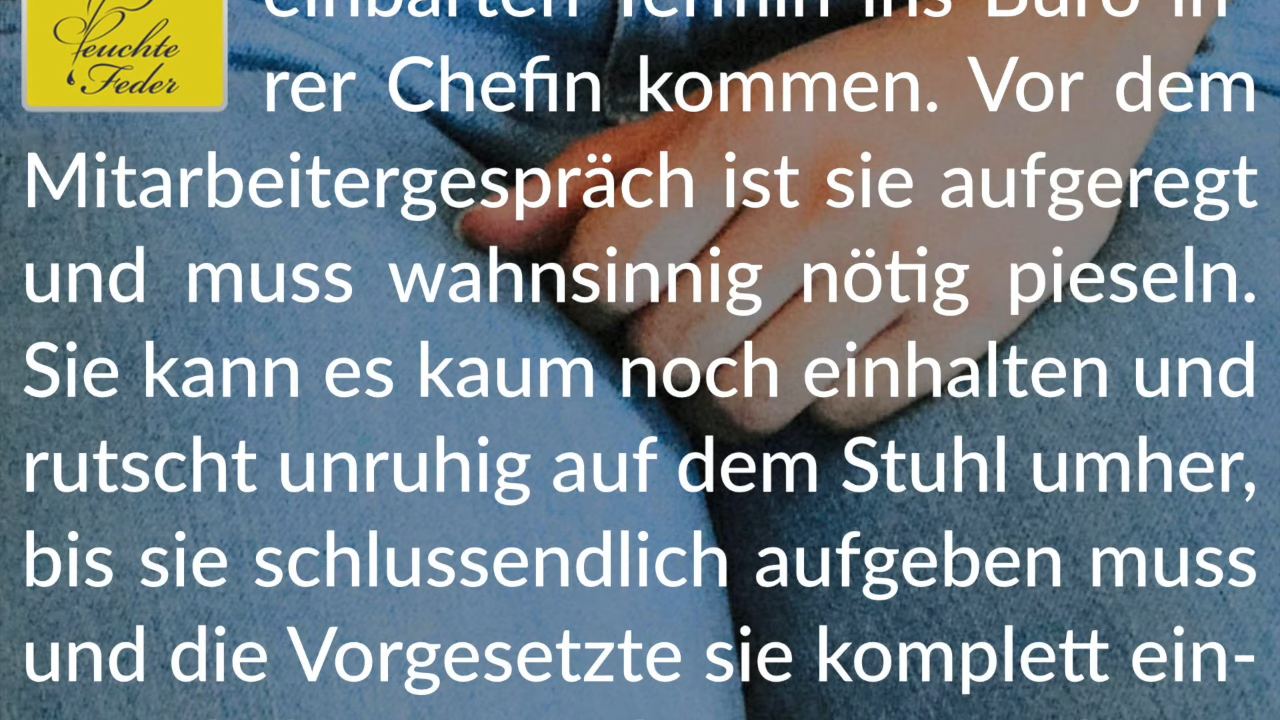 Feuchte
Feder
einbarten Termin ins Büro ih-
rer Chefin kommen. Vor dem
Mitarbeitergespräch ist sie aufgeregt
und muss wahnsinnig nötig pieseln.
Sie kann es kaum noch einhalten und
rutscht unruhig auf dem Stuhl umher,
bis sie schlussendlich aufgeben muss
und die Vorgesetzte sie komplett ein-